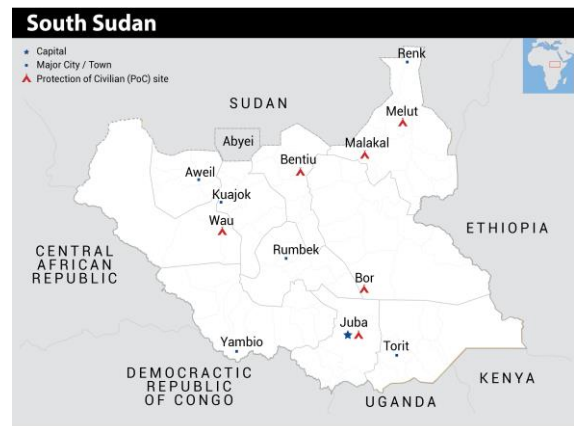 South Sudan
Capital
Major City / Town
Protection of Civilian (PoC) site
Renk
SUDAN
Melut
Abyei
Malakal
Bentiu
Aweil
Kuajok
Wau
ETHIOPIA
CENTRAL
AFRICAN
REPUBLIC
Rumbek
Bor
Juba
Yambio
Torit
DEMOCRACTIC
REPUBLIC
OF CONGO
KENYA
UGANDA